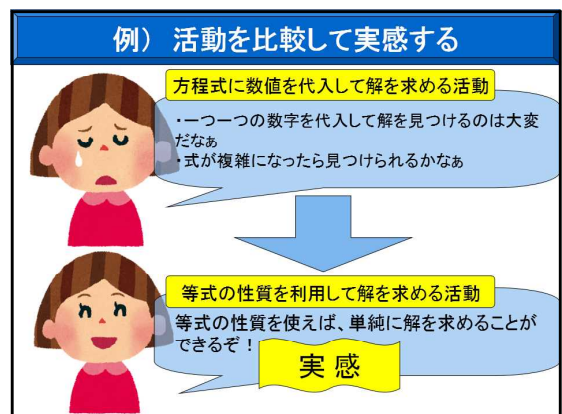 例） 活動を比較して実感する
方程式に数値を代入して解を求める活動
・一つ一つの数字を代入して解を見つけるのは大変
だなぁ
・式が複雑になったら見つけられるかなぁ
等式の性質を利用して解を求める活動
等式の性質を使えば、単純に解を求めることが
できるぞ！
実 感